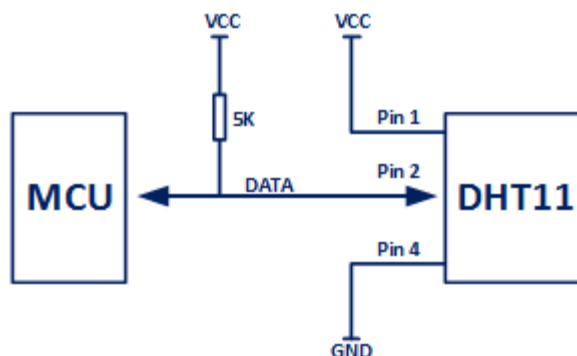 VCC
VCC
5K
Pin 1
MCU
DATA
Pin 2
DHT11
Pin 4
GND